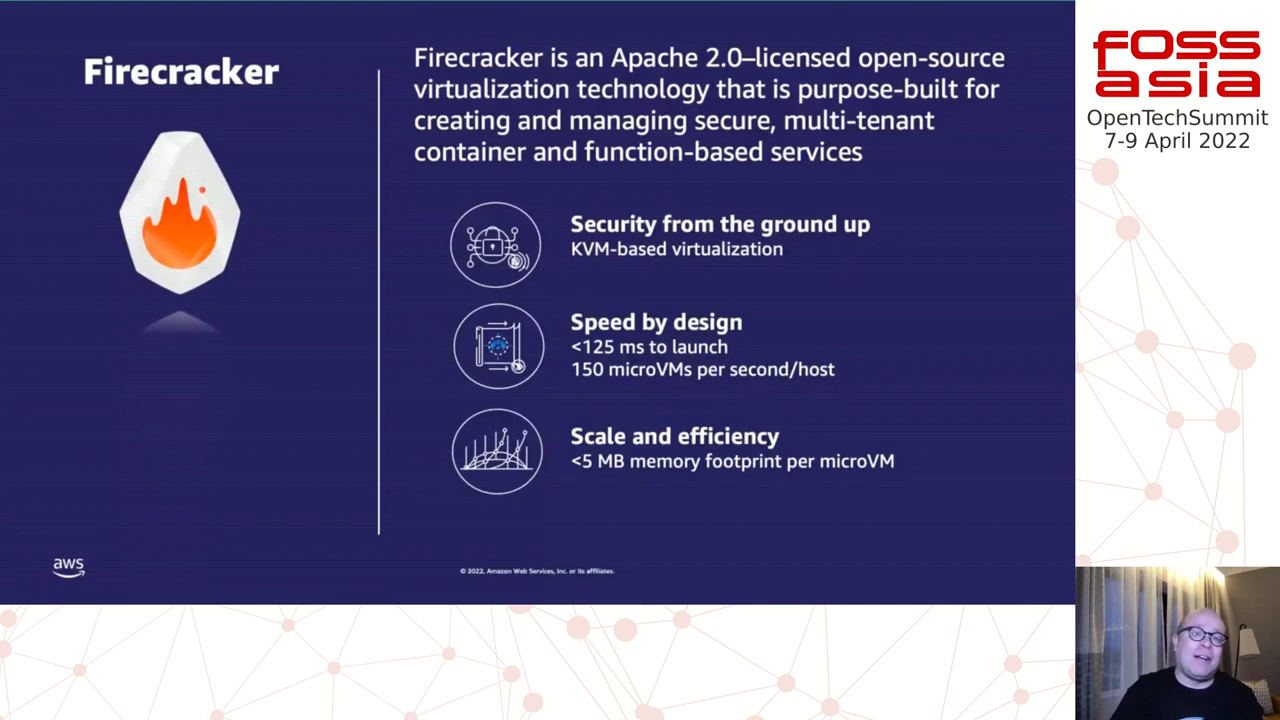 Firecracker
Firecracker is an Apache 2.0–licensed open-source
virtualization technology that is purpose-built for
creating and managing secure, multi-tenant
container and function-based services
Security from the ground up
KVM-based virtualization
Speed by design
<125 ms to launch
150 microVMs per second/host
Scale and efficiency
<5 MB memory footprint per microVM
aws
© 2022, Amazon Web Services, Inc. or its affiliates.
FOSS
asia
OpenTechSummit
7-9 April 2022